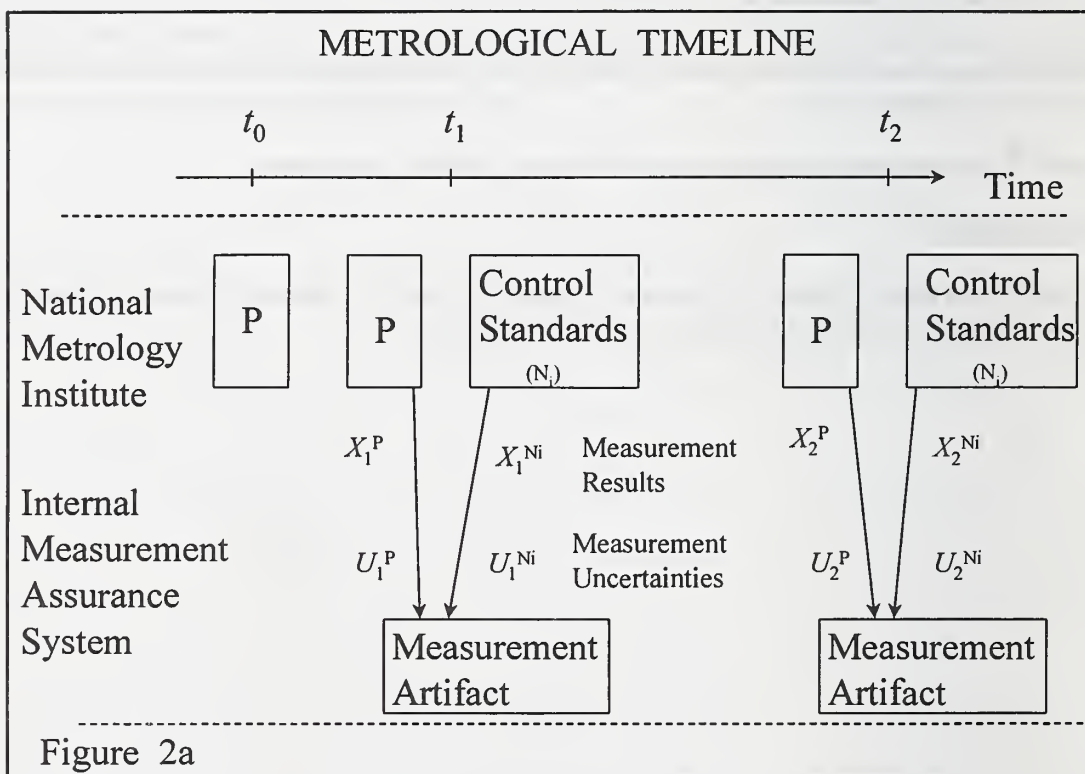 METROLOGICAL TIMELINE
t₀ t₁ t₂
Time
P P Control Standards (Nᵢ) P Control Standards (Nᵢ)
National
Metrology
Institute
X₁ᴾ X₁ᴺⁱ Measurement Results X₂ᴾ X₂ᴺⁱ
Internal
Measurement
Assurance
System
U₁ᴾ U₁ᴺⁱ Measurement Uncertainties U₂ᴾ U₂ᴺⁱ
Measurement Artifact
Measurement Artifact
Figure 2a